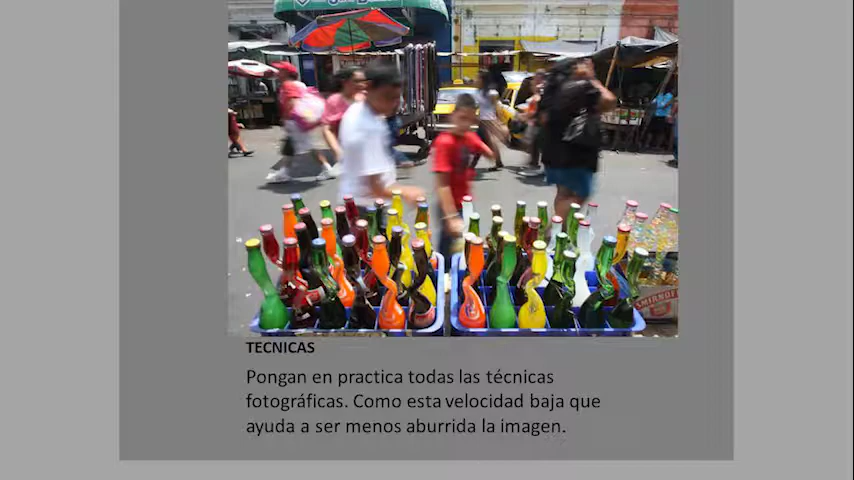 SMIRNOFF
TECNICAS
Pongan en practica todas las técnicas
fotográficas. Como esta velocidad baja que
ayuda a ser menos aburrida la imagen.